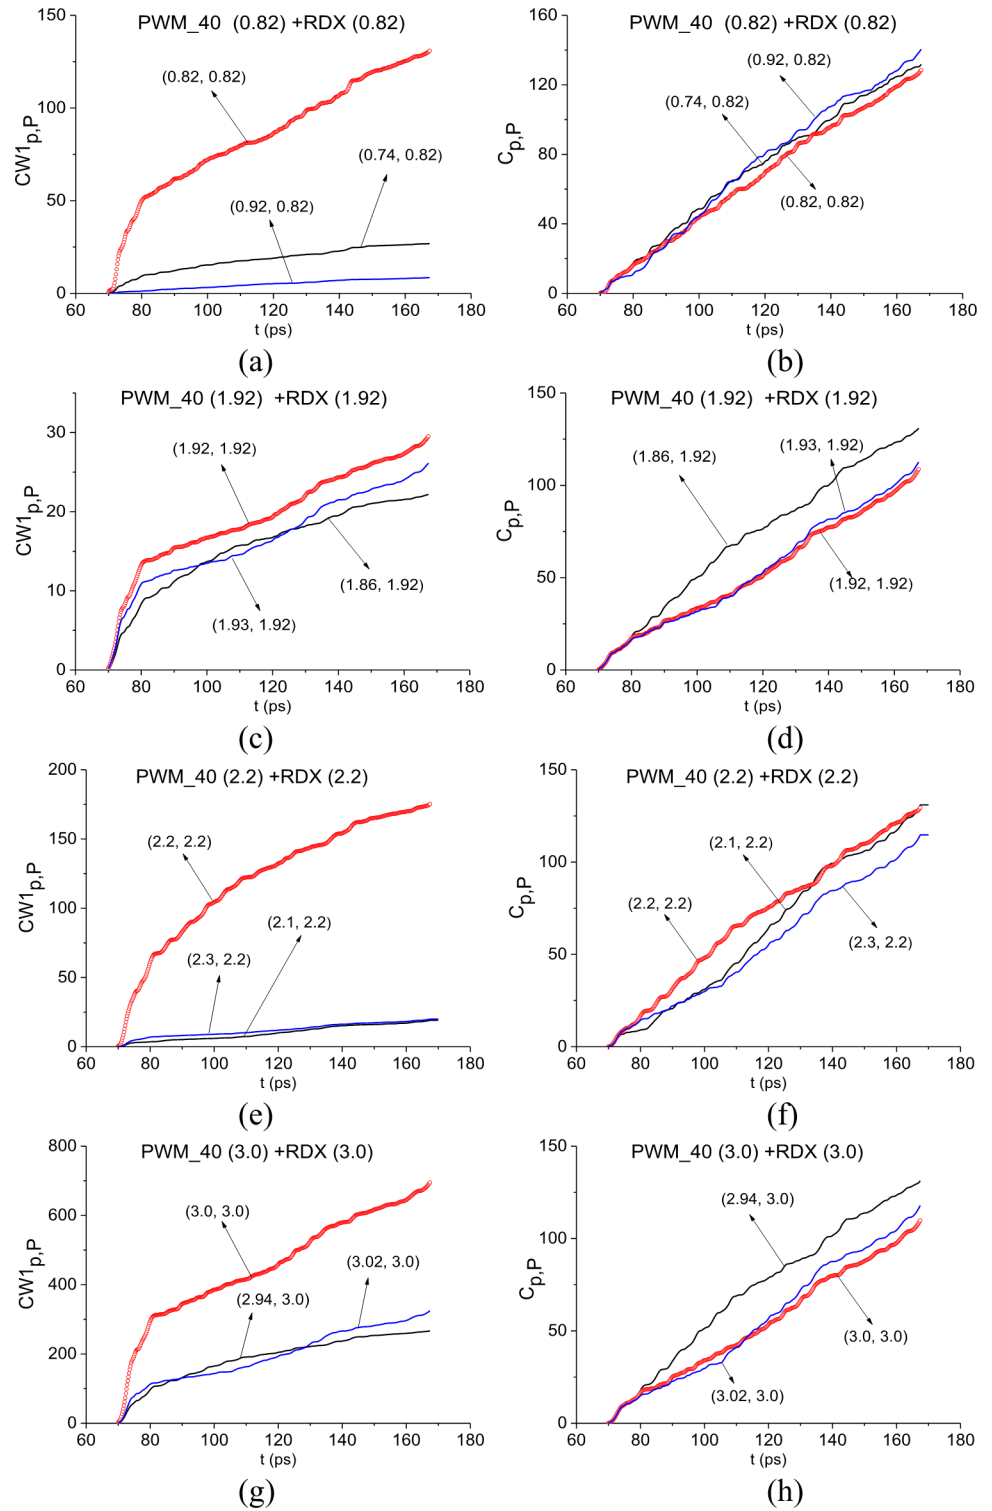 PWM_40 (0.82) +RDX (0.82)
CW1p,P
150
100
50
0
(0.82, 0.82)
(0.74, 0.82)
(0.92, 0.82)
60 80 100 120 140 160 180
t (ps)
(a)
PWM_40 (0.82) +RDX (0.82)
Cp,P
160
120
80
40
0
(0.92, 0.82)
(0.74, 0.82)
(0.82, 0.82)
60 80 100 120 140 160 180
t (ps)
(b)
PWM_40 (1.92) +RDX (1.92)
CW1p,P
30
20
10
0
(1.92, 1.92)
(1.86, 1.92)
(1.93, 1.92)
60 80 100 120 140 160 180
t (ps)
(c)
PWM_40 (1.92) +RDX (1.92)
Cp,P
150
100
50
0
(1.86, 1.92)
(1.93, 1.92)
(1.92, 1.92)
60 80 100 120 140 160 180
t (ps)
(d)
PWM_40 (2.2) +RDX (2.2)
CW1p,P
200
150
100
50
0
(2.2, 2.2)
(2.1, 2.2)
(2.3, 2.2)
60 80 100 120 140 160 180
t (ps)
(e)
PWM_40 (2.2) +RDX (2.2)
Cp,P
150
100
50
0
(2.1, 2.2)
(2.2, 2.2)
(2.3, 2.2)
60 80 100 120 140 160 180
t (ps)
(f)
PWM_40 (3.0) +RDX (3.0)
CW1p,P
800
600
400
200
0
(3.0, 3.0)
(3.02, 3.0)
(2.94, 3.0)
60 80 100 120 140 160 180
t (ps)
(g)
PWM_40 (3.0) +RDX (3.0)
Cp,P
150
100
50
0
(2.94, 3.0)
(3.0, 3.0)
(3.02, 3.0)
60 80 100 120 140 160 180
t (ps)
(h)